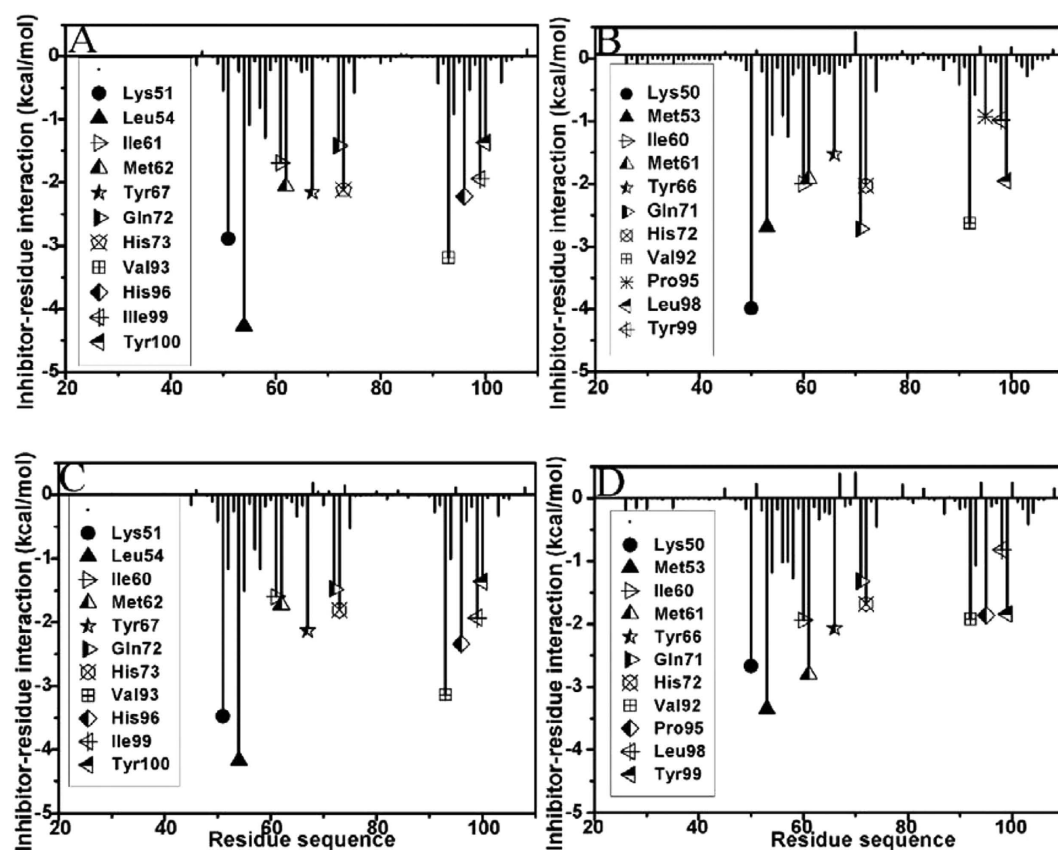 A
Inhibitor-residue interaction (kcal/mol)
0
-1
-2
-3
-4
-5
Lys51
Leu54
Ile61
Met62
Tyr67
Gln72
His73
Val93
His96
IIle99
Tyr100
20 40 60 80 100
B
Inhibitor-residue interaction (kcal/mol)
0
-1
-2
-3
-4
-5
Lys50
Met53
Ile60
Met61
Tyr66
Gln71
His72
Val92
Pro95
Leu98
Tyr99
20 40 60 80 100
C
Inhibitor-residue interaction (kcal/mol)
0
-1
-2
-3
-4
-5
Lys51
Leu54
Ile60
Met62
Tyr67
Gln72
His73
Val93
His96
Ile99
Tyr100
20 40 60 80 100
Residue sequence
D
Inhibitor-residue interaction (kcal/mol)
0
-1
-2
-3
-4
-5
Lys50
Met53
Ile60
Met61
Tyr66
Gln71
His72
Val92
Pro95
Leu98
Tyr99
20 40 60 80 100
Residue sequence